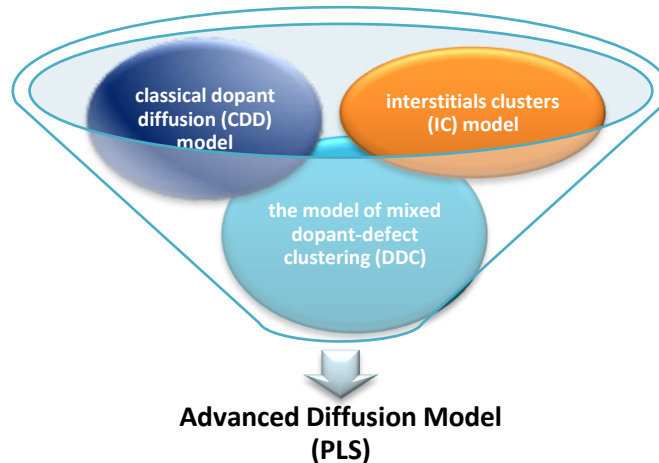 classical dopant
diffusion (CDD)
model
interstitials clusters
(IC) model
the model of mixed
dopant-defect
clustering (DDC)
Advanced Diffusion Model
(PLS)